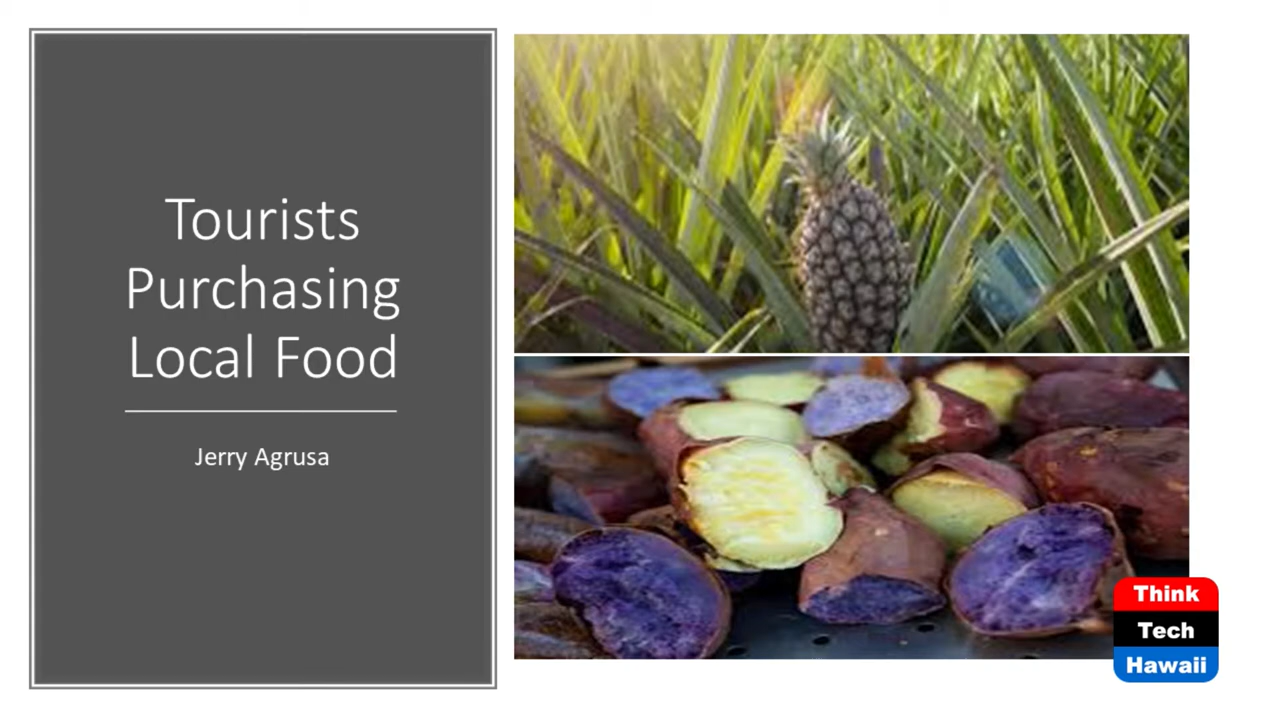 Tourists
Purchasing
Local Food
Jerry Agrusa
Think
Tech
Hawaii